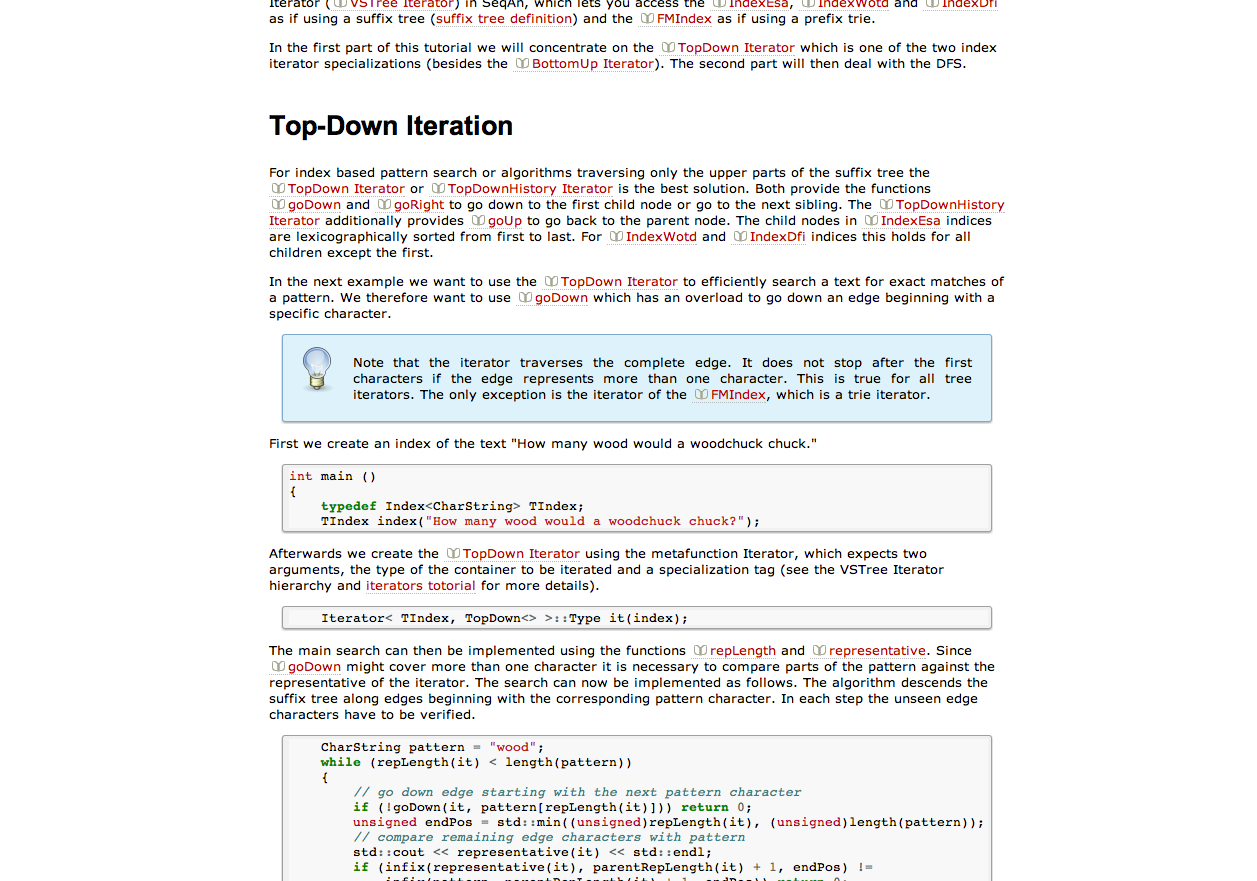 Iterator (VSTree Iterator) in SeqAn, which lets you access the IndexEsa, IndexWotd and IndexDfi
as if using a suffix tree (suffix tree definition) and the FMIndex as if using a prefix trie.
In the first part of this tutorial we will concentrate on the TopDown Iterator which is one of the two index
iterator specializations (besides the BottomUp Iterator). The second part will then deal with the DFS.
Top-Down Iteration
For index based pattern search or algorithms traversing only the upper parts of the suffix tree the
TopDown Iterator or TopDownHistory Iterator is the best solution. Both provide the functions
goDown and goRight to go down to the first child node or go to the next sibling. The TopDownHistory
Iterator additionally provides goUp to go back to the parent node. The child nodes in IndexEsa indices
are lexicographically sorted from first to last. For IndexWotd and IndexDfi indices this holds for all
children except the first.
In the next example we want to use the TopDown Iterator to efficiently search a text for exact matches of
a pattern. We therefore want to use goDown which has an overload to go down an edge beginning with a
specific character.
Note that the iterator traverses the complete edge. It does not stop after the first
characters if the edge represents more than one character. This is true for all tree
iterators. The only exception is the iterator of the FMIndex, which is a trie iterator.
First we create an index of the text "How many wood would a woodchuck chuck."
int main ()
{
typedef Index<CharString> TIndex;
TIndex index("How many wood would a woodchuck chuck?");
Afterwards we create the TopDown Iterator using the metafunction Iterator, which expects two
arguments, the type of the container to be iterated and a specialization tag (see the VSTree Iterator
hierarchy and iterators totorial for more details).
Iterator< TIndex, TopDown<> >::Type it(index);
The main search can then be implemented using the functions repLength and representative. Since
goDown might cover more than one character it is necessary to compare parts of the pattern against the
representative of the iterator. The search can now be implemented as follows. The algorithm descends the
suffix tree along edges beginning with the corresponding pattern character. In each step the unseen edge
characters have to be verified.
CharString pattern = "wood";
while (repLength(it) < length(pattern))
{
// go down edge starting with the next pattern character
if (!goDown(it, pattern[repLength(it)])) return 0;
unsigned endPos = std::min((unsigned)repLength(it), (unsigned)length(pattern));
// compare remaining edge characters with pattern
std::cout << representative(it) << std::endl;
if (infix(representative(it), parentRepLength(it) + 1, endPos) !=